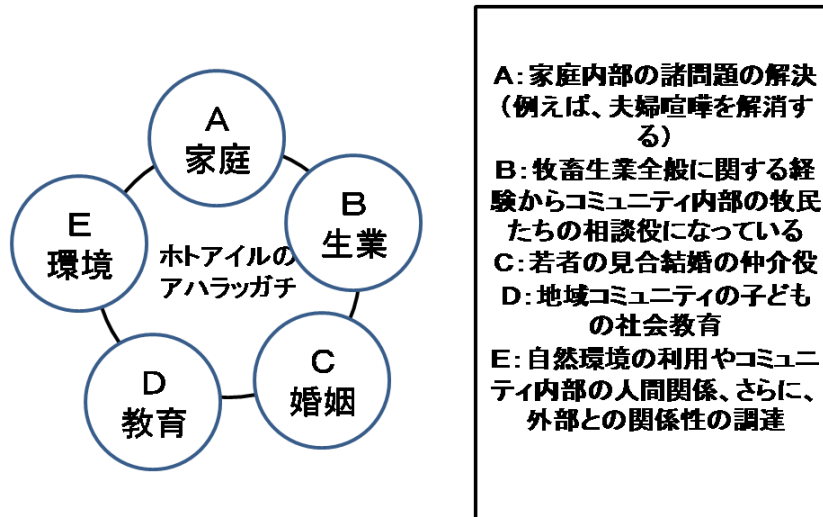 A
家庭
B
生業
C
婚姻
D
教育
E
環境
ホトアイルの
アハラッガチ
A:家庭内部の諸問題の解決
(例えば、夫婦喧嘩を解消す
る)
B:牧畜生業全般に関する経
験からコミュニティ内部の牧民
たちの相談役になっている
C:若者の見合結婚の仲介役
D:地域コミュニティの子ども
の社会教育
E:自然環境の利用やコミュニ
ティ内部の人間関係、さらに、
外部との関係性の調達